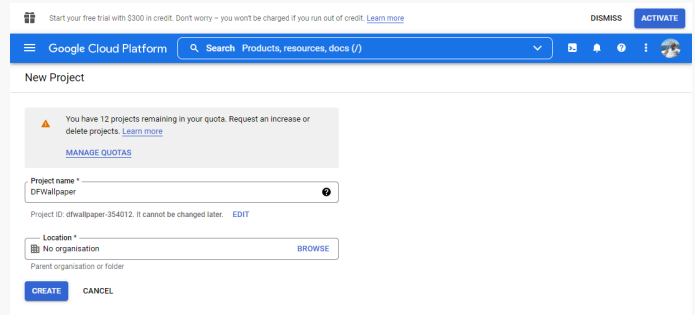 Start your free trial with $300 in credit. Don't worry – you won't be charged if you run out of credit. Learn more
DISMISS
ACTIVATE
Google Cloud Platform
Search Products, resources, docs (/)
New Project
You have 12 projects remaining in your quota. Request an increase or
delete projects. Learn more
MANAGE QUOTAS
Project name *
DFWallpaper
Project ID: dfwallpaper-354012. It cannot be changed later. EDIT
Location *
No organisation
BROWSE
Parent organisation or folder
CREATE
CANCEL